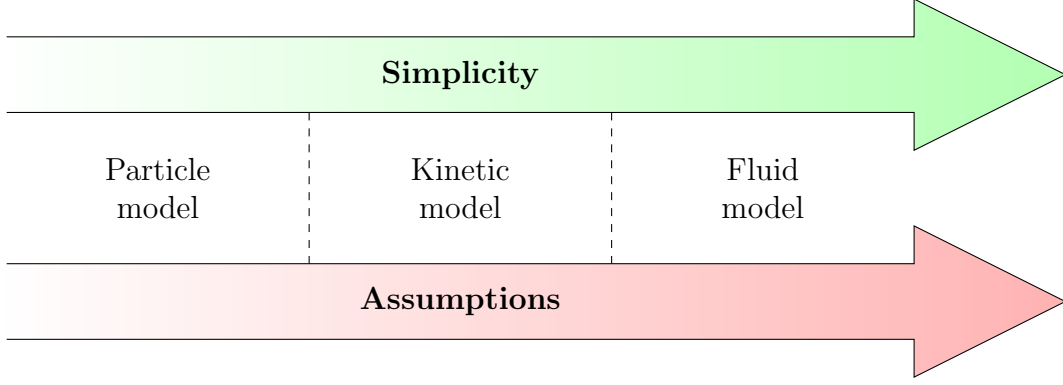 Simplicity
Particle
model
Kinetic
model
Fluid
model
Assumptions